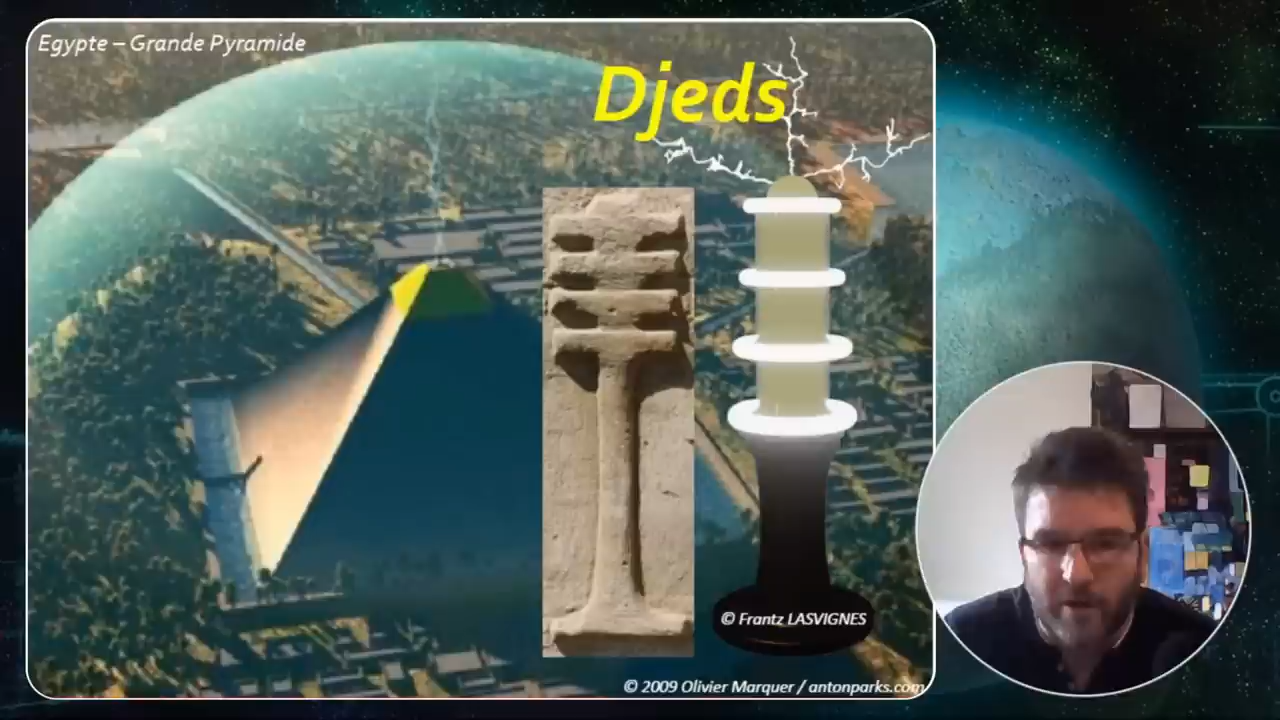 Egypte – Grande Pyramide
Djeds
© Frantz LASVIGNES
© 2009 Olivier Marquer / antonparks.com